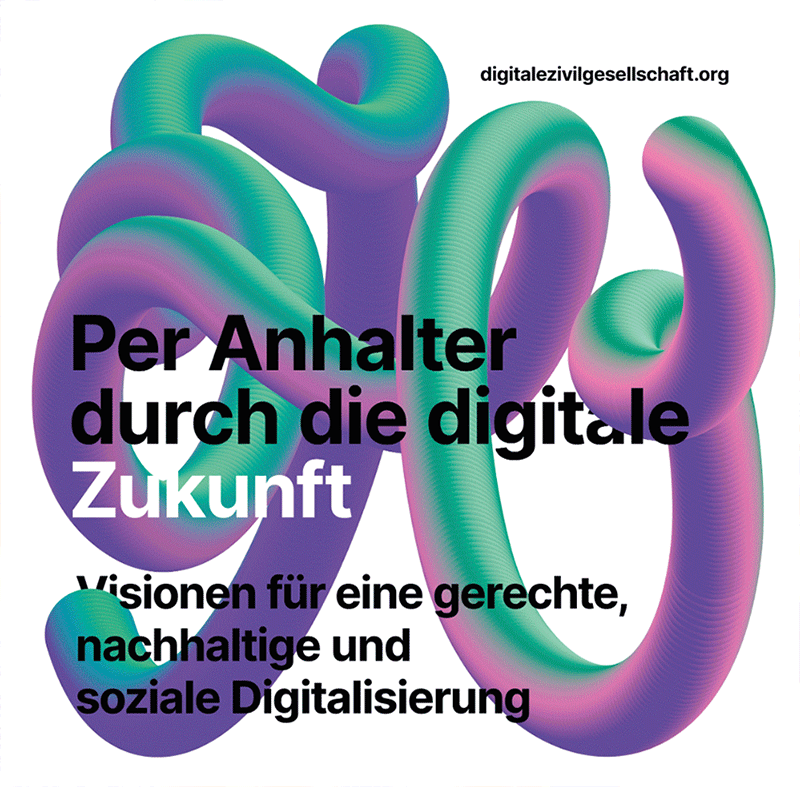 digitalezivilgesellschaft.org
Per Anhalter
durch die digitale
Zukunft
Visionen für eine gerechte,
nachhaltige und
soziale Digitalisierung